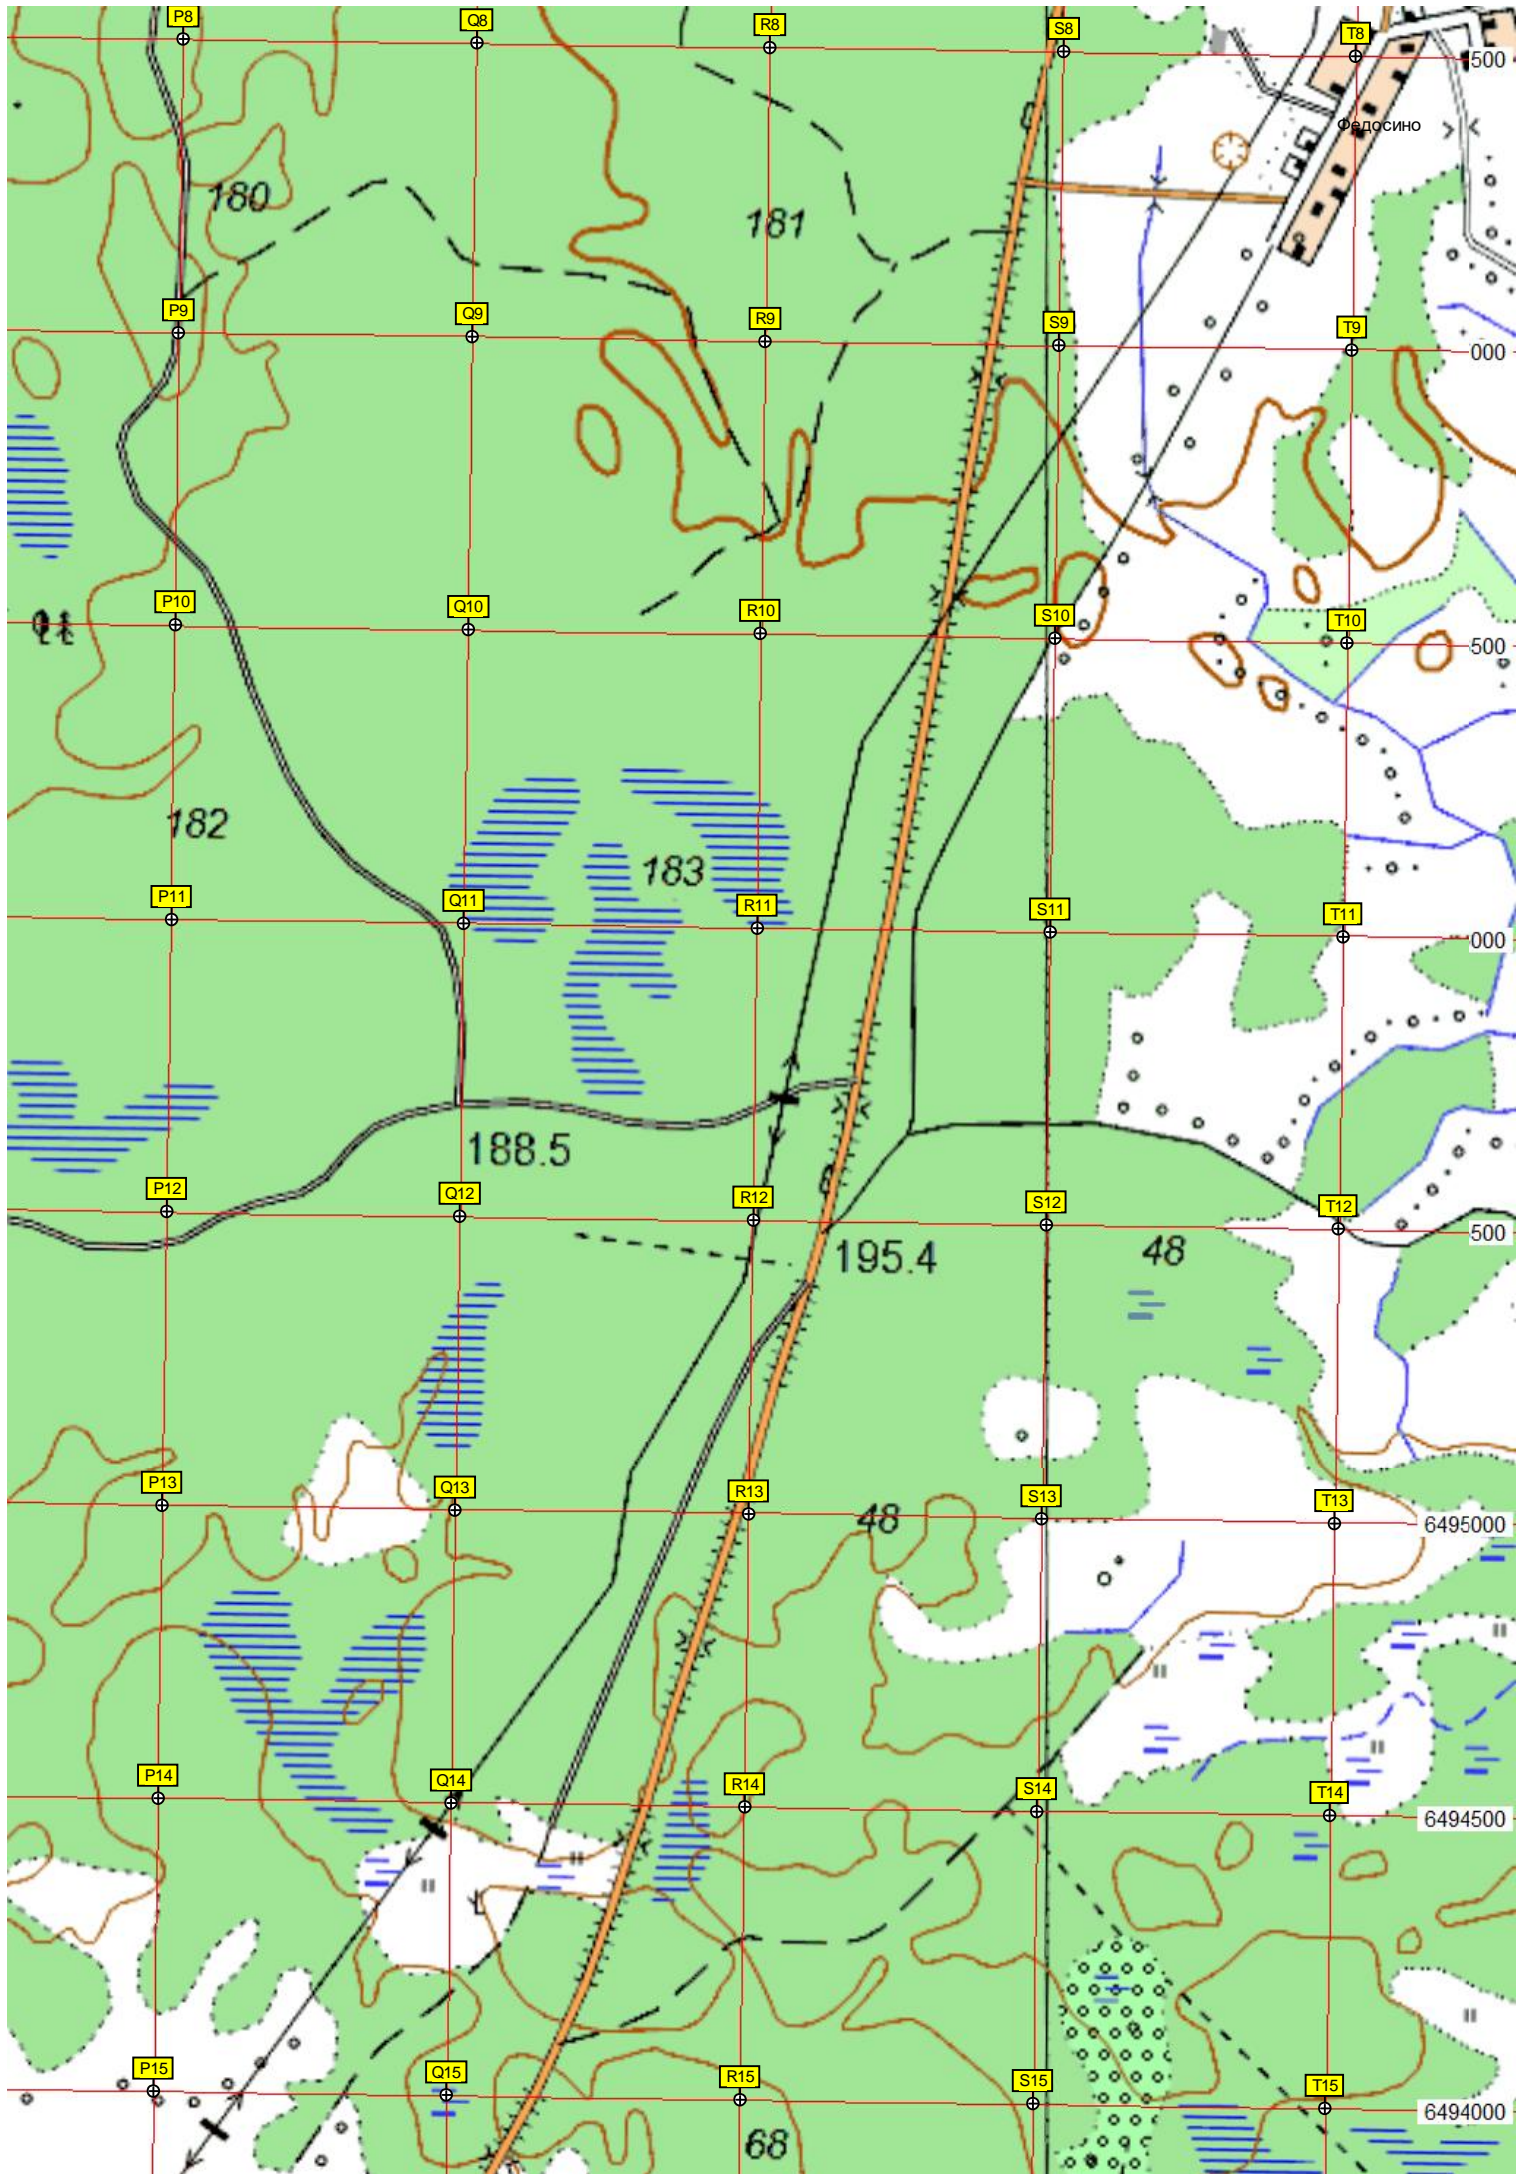 P8 Q8 R8 S8 T8
500
Федосино
180
181
P9 Q9 R9 S9 T9
000
P10 Q10 R10 S10 T10
500
182
183
P11 Q11 R11 S11 T11
000
188.5
P12 Q12 R12 S12 T12
500
195.4
48
P13 Q13 R13 S13 T13
48
6495000
P14 Q14 R14 S14 T14
6494500
P15 Q15 R15 S15 T15
6494000
68